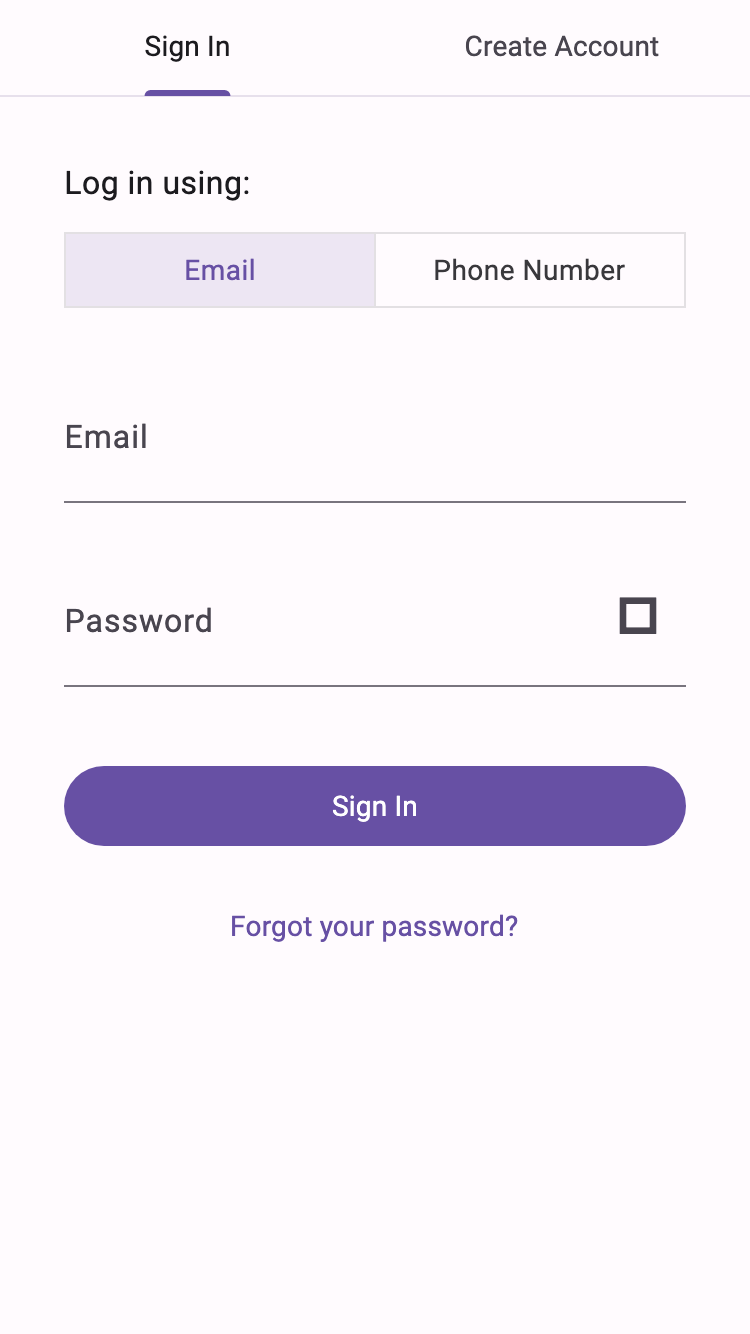 Sign In
Create Account
Log in using:
Email
Phone Number
Email
Password
Sign In
Forgot your password?